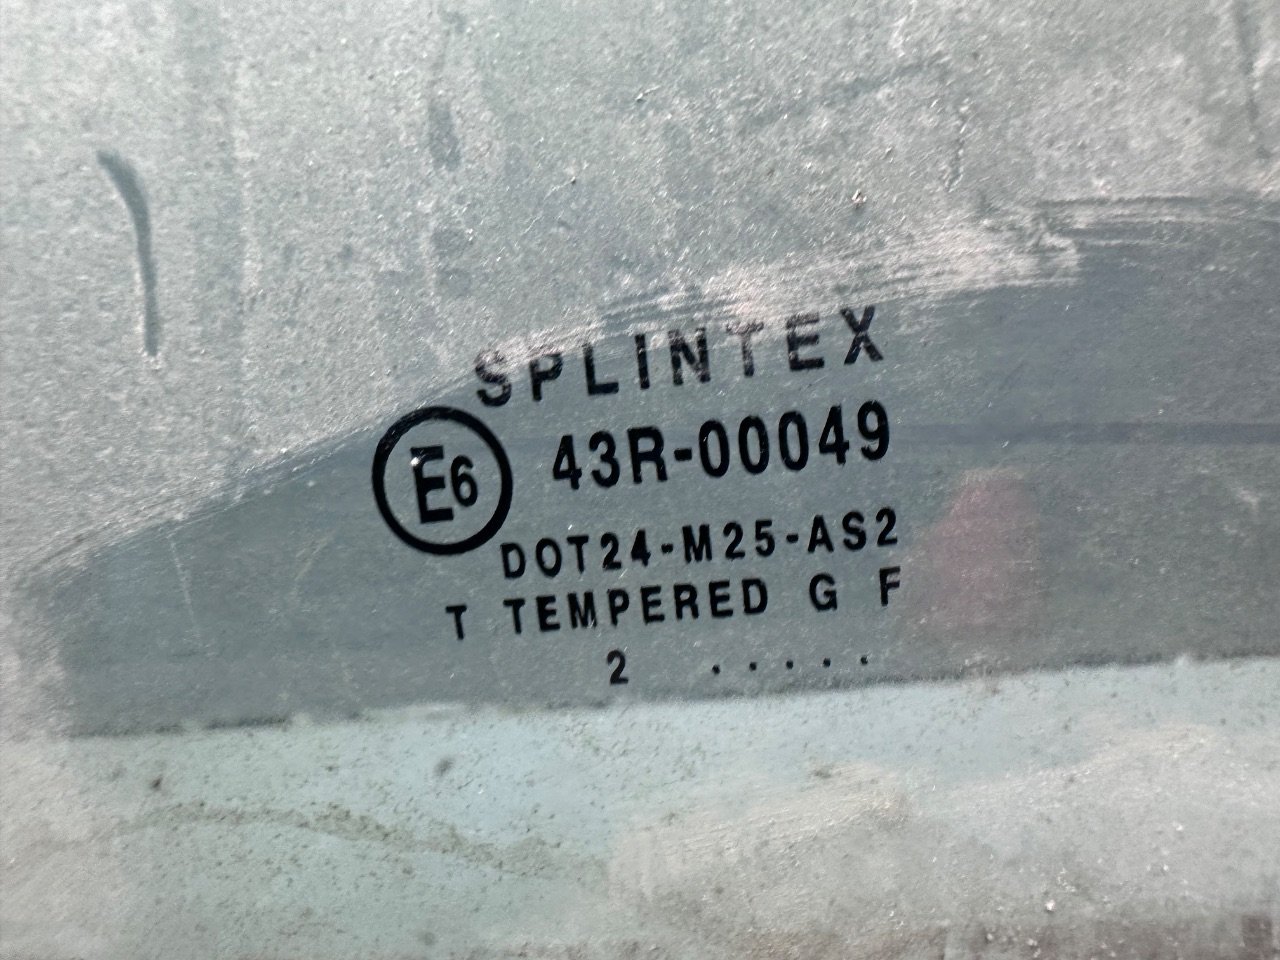 SPLINTEX
E6 43R-00049
DOT24-M25-AS2
T TEMPERED G F
2 .....